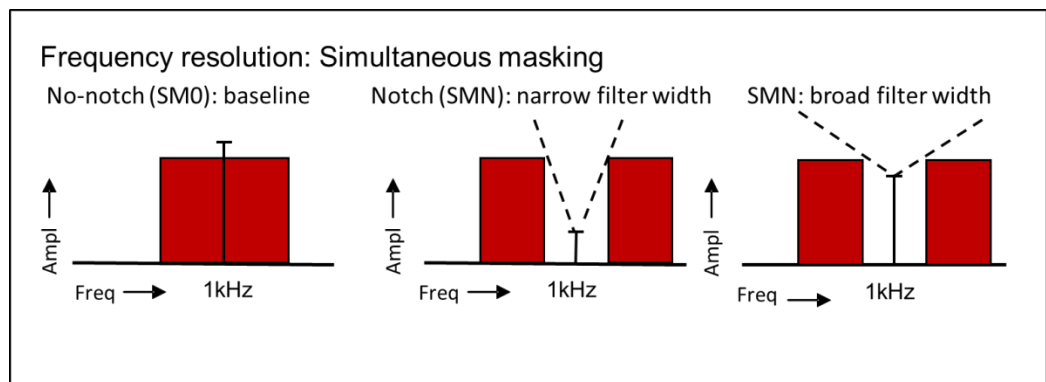 Frequency resolution: Simultaneous masking
No-notch (SM0): baseline
Notch (SMN): narrow filter width
SMN: broad filter width
Ampl
Freq
1kHz
Ampl
Freq
1kHz
Ampl
Freq
1kHz